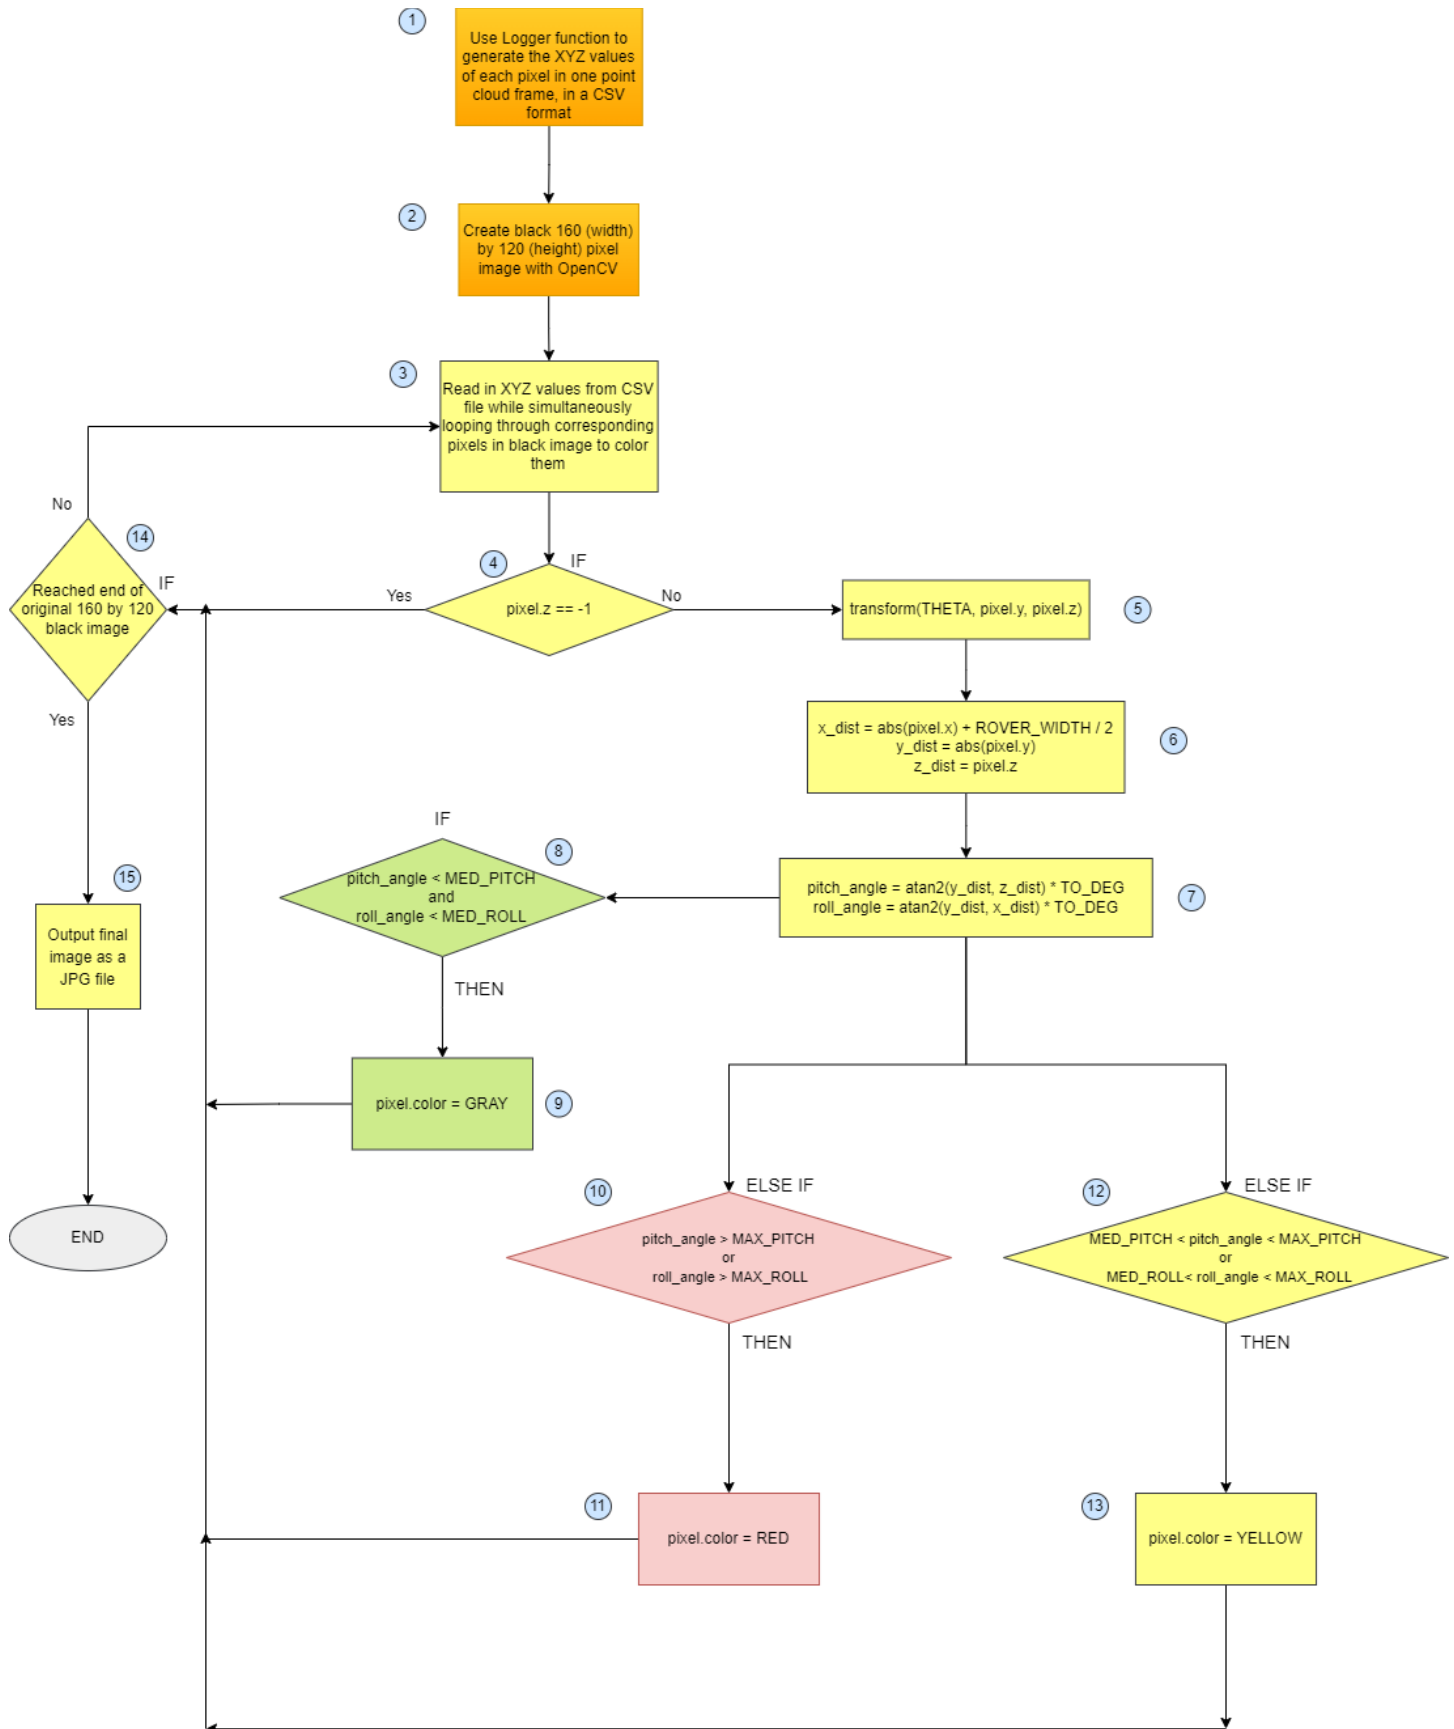 1
Use Logger function to
generate the XYZ values
of each pixel in one point
cloud frame, in a CSV
format
2
Create black 160 (width)
by 120 (height) pixel
image with OpenCV
3
Read in XYZ values from CSV
file while simultaneously
looping through corresponding
pixels in black image to color
them
No
14
IF
Reached end of
original 160 by 120
black image
Yes
4
IF
pixel.z == -1
Yes
No
transform(THETA, pixel.y, pixel.z)
5
x_dist = abs(pixel.x) + ROVER_WIDTH / 2
y_dist = abs(pixel.y)
z_dist = pixel.z
6
pitch_angle = atan2(y_dist, z_dist) * TO_DEG
roll_angle = atan2(y_dist, x_dist) * TO_DEG
7
IF
8
pitch_angle < MED_PITCH
and
roll_angle < MED_ROLL
THEN
pixel.color = GRAY
9
15
Output final
image as a
JPG file
END
10
ELSE IF
pitch_angle > MAX_PITCH
or
roll_angle > MAX_ROLL
THEN
11
pixel.color = RED
12
ELSE IF
MED_PITCH < pitch_angle < MAX_PITCH
or
MED_ROLL< roll_angle < MAX_ROLL
THEN
13
pixel.color = YELLOW